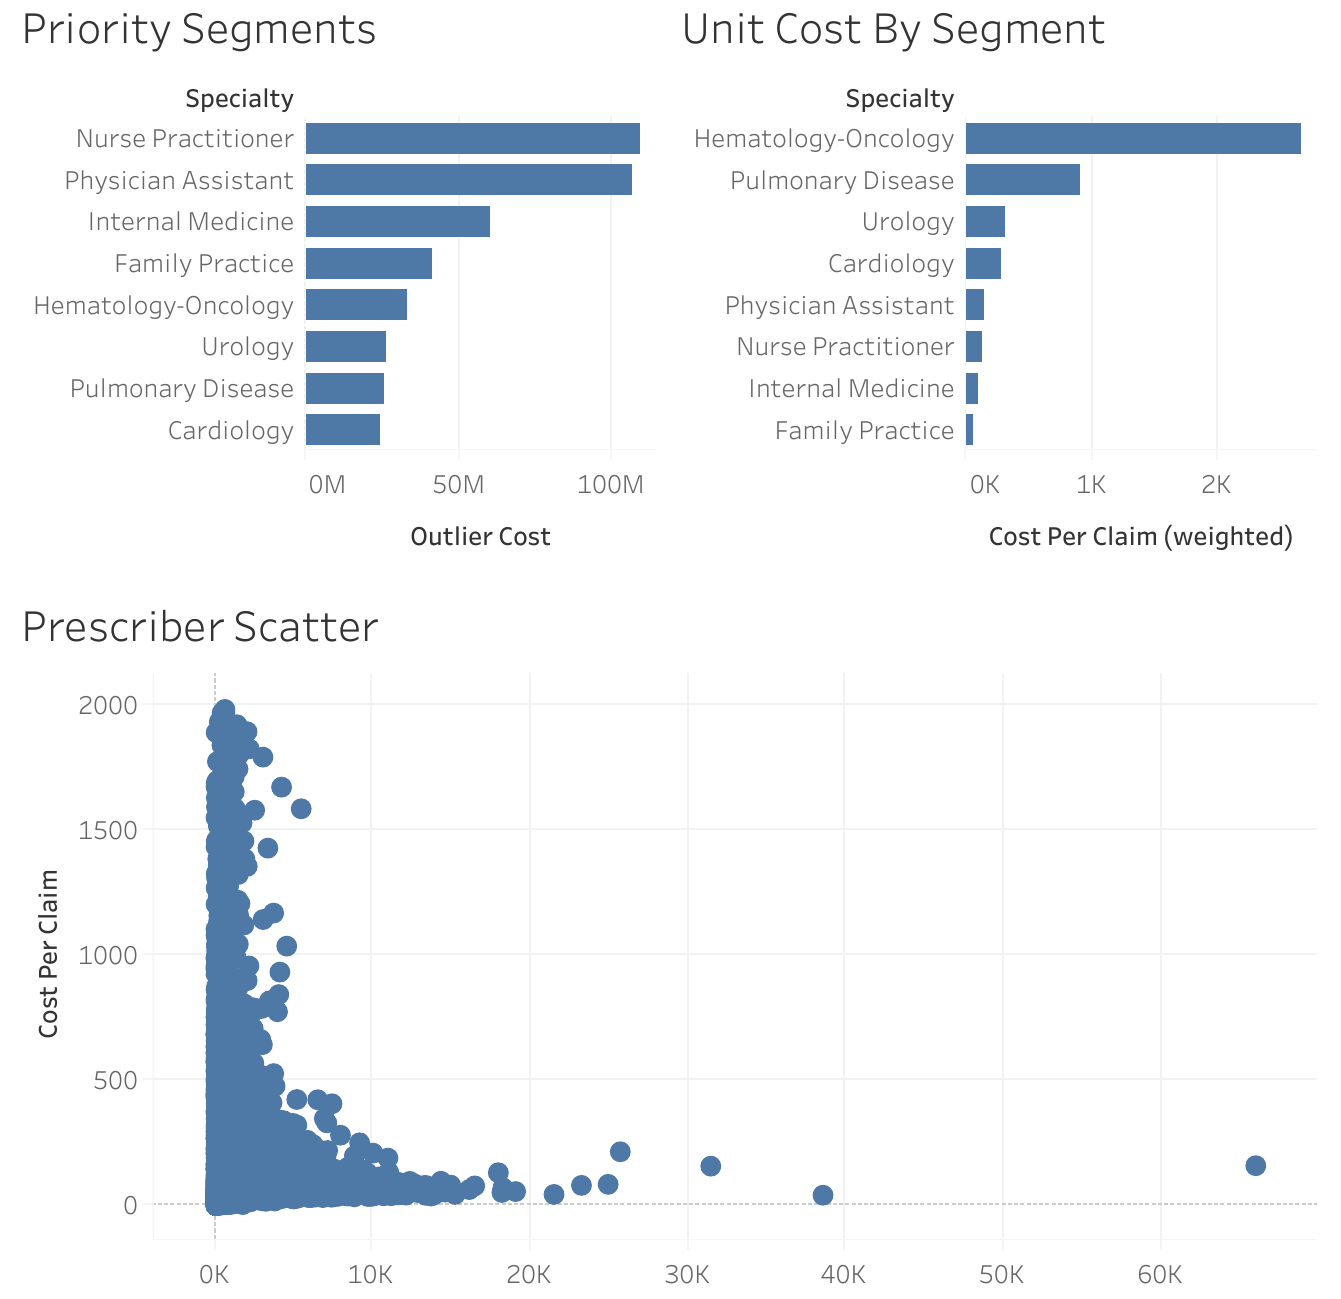 Priority Segments
Specialty
Nurse Practitioner
Physician Assistant
Internal Medicine
Family Practice
Hematology-Oncology
Urology
Pulmonary Disease
Cardiology
0M 50M 100M
Outlier Cost
Unit Cost By Segment
Specialty
Hematology-Oncology
Pulmonary Disease
Urology
Cardiology
Physician Assistant
Nurse Practitioner
Internal Medicine
Family Practice
0K 1K 2K
Cost Per Claim (weighted)
Prescriber Scatter
Cost Per Claim
2000
1500
1000
500
0
0K 10K 20K 30K 40K 50K 60K